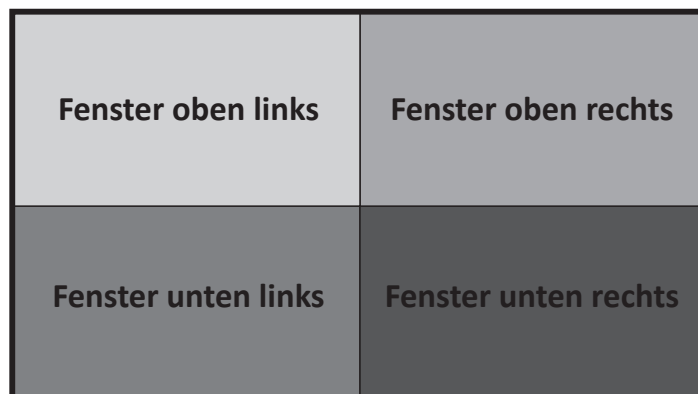 Fenster oben links
Fenster oben rechts
Fenster unten links
Fenster unten rechts